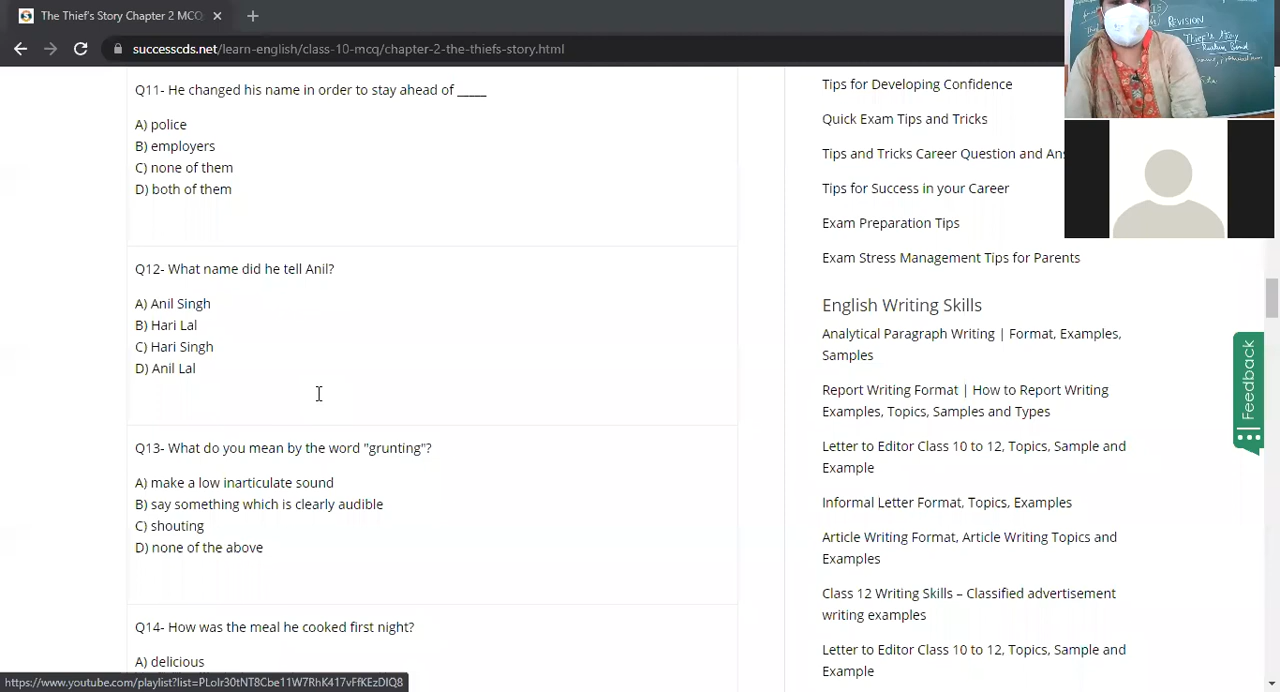 The Thief's Story Chapter 2 MCQ
successcds.net/learn-english/class-10-mcq/chapter-2-the-thiefs-story.html
Q11- He changed his name in order to stay ahead of _____
A) police
B) employers
C) none of them
D) both of them
Q12- What name did he tell Anil?
A) Anil Singh
B) Hari Lal
C) Hari Singh
D) Anil Lal
Q13- What do you mean by the word "grunting"?
A) make a low inarticulate sound
B) say something which is clearly audible
C) shouting
D) none of the above
Q14- How was the meal he cooked first night?
A) delicious
https://www.youtube.com/playlist?list=PLolr30tNT8Cbe11W7RhK417vFfKEzDIQ8
Tips for Developing Confidence
Quick Exam Tips and Tricks
Tips and Tricks Career Question and Ans
Tips for Success in your Career
Exam Preparation Tips
Exam Stress Management Tips for Parents
English Writing Skills
Analytical Paragraph Writing | Format, Examples,
Samples
Report Writing Format | How to Report Writing
Examples, Topics, Samples and Types
Letter to Editor Class 10 to 12, Topics, Sample and
Example
Informal Letter Format, Topics, Examples
Article Writing Format, Article Writing Topics and
Examples
Class 12 Writing Skills – Classified advertisement
writing examples
Letter to Editor Class 10 to 12, Topics, Sample and
Example
REVISION
Thief's Story
Ruskin Bond
Feedback